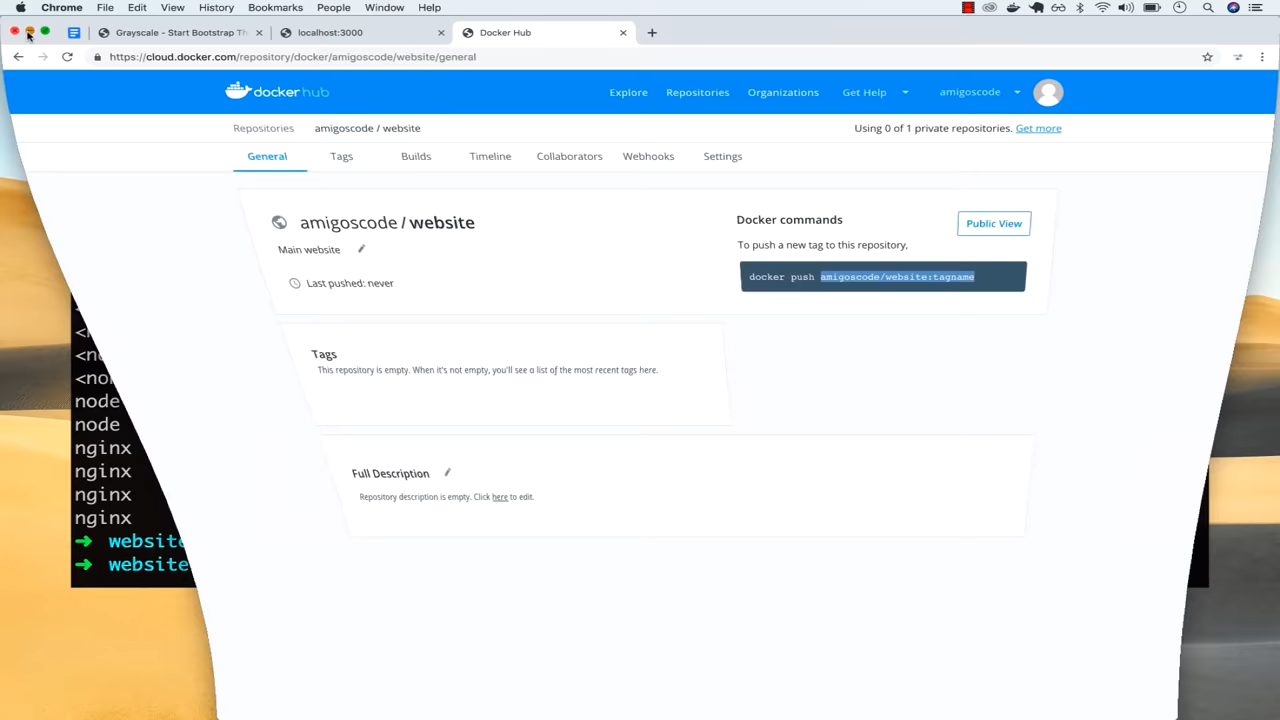 Chrome File Edit View History Bookmarks People Window Help
Grayscale - Start Bootstrap Th
localhost:3000
Docker Hub
https://cloud.docker.com/repository/docker/amigoscode/website/general
docker hub
Explore Repositories Organizations Get Help amigoscode
Repositories amigoscode / website
Using 0 of 1 private repositories. Get more
General Tags Builds Timeline Collaborators Webhooks Settings
amigoscode / website
Main website
Last pushed: never
Docker commands
Public View
To push a new tag to this repository,
docker push amigoscode/website:tagname
Tags
This repository is empty. When it's not empty, you'll see a list of the most recent tags here.
Full Description
Repository description is empty. Click here to edit.
<no
node
node
nginx
nginx
nginx
nginx
➜ website
➜ website